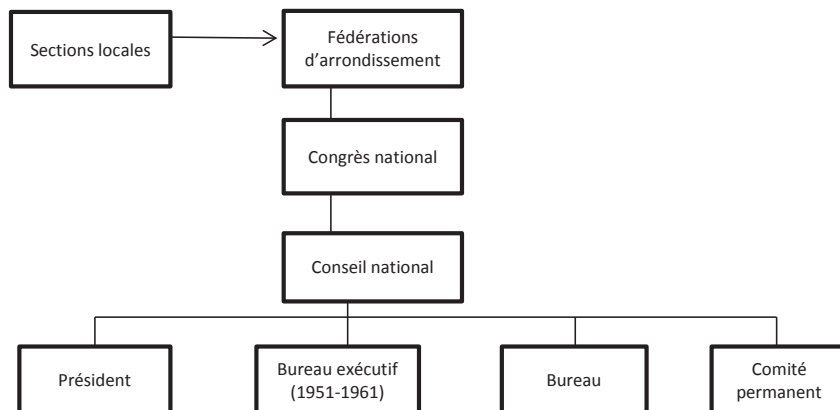 Sections locales
Fédérations
d’arrondissement
Congrès national
Conseil national
Président
Bureau exécutif
(1951-1961)
Bureau
Comité
permanent